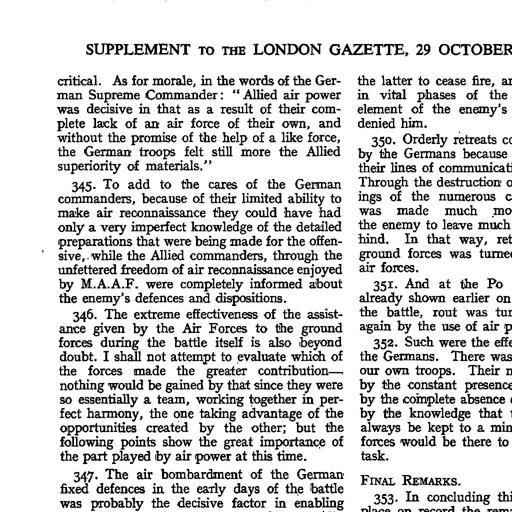 SUPPLEMENT TO THE LONDON GAZETTE, 29 OCTOBER
critical. As for morale, in the words of the Ger-
man Supreme Commander: " Allied air power
was decisive in that as a result of their com-
plete lack of an air force of their own, and
without the promise of the help of a like force,
the German troops felt still more the Allied
superiority of materials."
345. To add to the cares of the German
commanders, because of their limited ability to
make air reconnaissance they could have had
only a very imperfect knowledge of the detailed
preparations that were being made for the offen-
sive, while the Allied commanders, through the
unfettered freedom of air reconnaissance enjoyed
by M.A.A.F. were completely informed about
the enemy's defences and dispositions.
346. The extreme effectiveness of the assist-
ance given by the Air Forces to the ground
forces during the battle itself is also beyond
doubt. I shall not attempt to evaluate which of
the forces made the greater contribution—
nothing would be gained by that since they were
so essentially a team, working together in per-
fect harmony, the one taking advantage of the
opportunities created by the other; but the
following points show the great importance of
the part played by air power at this time.
347. The air bombardment of the German
fixed defences in the early days of the battle
was probably the decisive factor in enabling
the latter to cease fire, an
in vital phases of the
element of the enemy's
denied him.
350. Orderly retreats co
by the Germans because
their lines of communicati
Through the destruction o
ings of the numerous c
was made much mo
the enemy to leave much
hind. In that way, ret
ground forces was turne
air forces.
351. And at the Po
already shown earlier on
the battle, rout was tur
again by the use of air p
352. Such were the effe
the Germans. There was
our own troops. Their m
by the constant presence
by the complete absence
by the knowledge that
always be kept to a min
forces would be there to
task.
FINAL REMARKS.
353. In concluding thi
place on record the rema